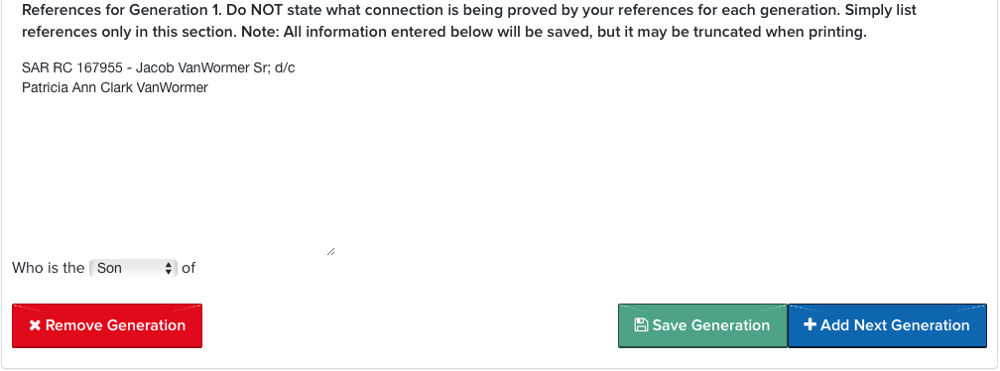 References for Generation 1. Do NOT state what connection is being proved by your references for each generation. Simply list
references only in this section. Note: All information entered below will be saved, but it may be truncated when printing.
SAR RC 167955 - Jacob VanWormer Sr; d/c
Patricia Ann Clark VanWormer
Who is the Son of
Remove Generation
Save Generation
Add Next Generation